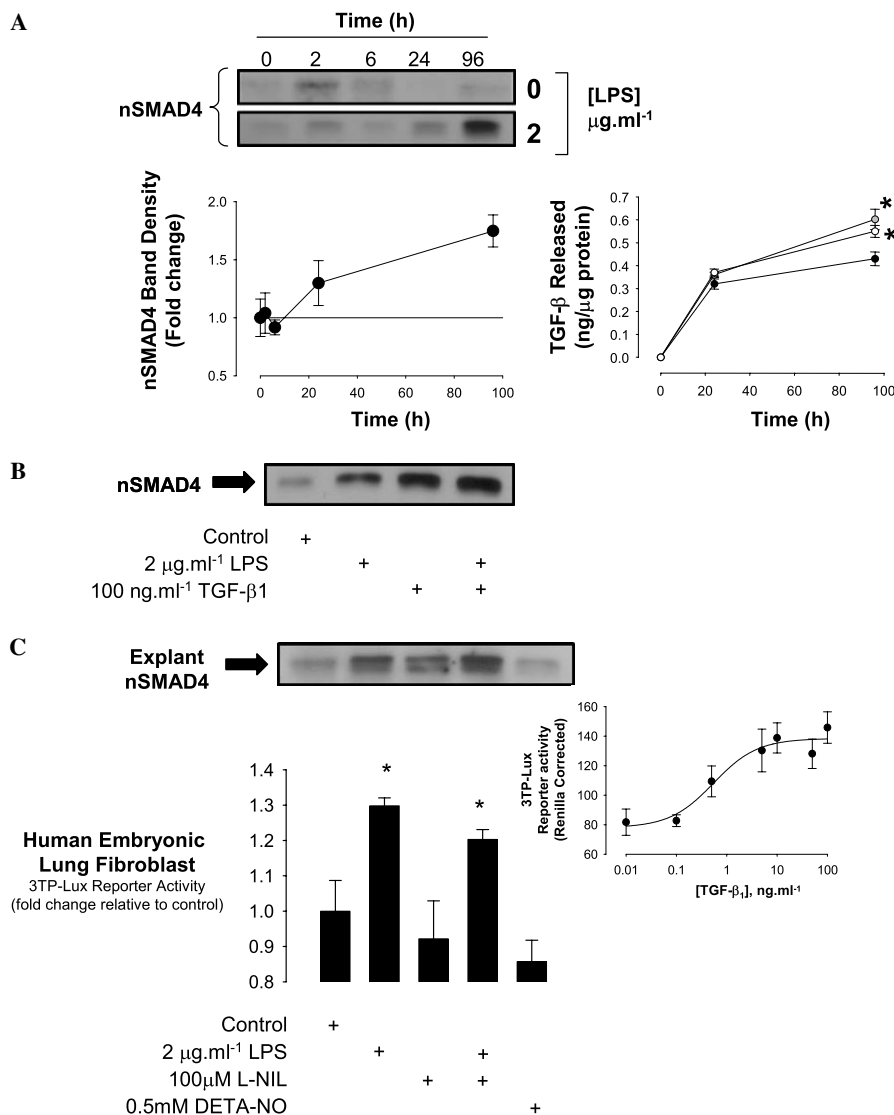 A
Time (h)
0 2 6 24 96
nSMAD4
0
2
[LPS]
μg.ml-1
nSMAD4 Band Density
(Fold change)
2.0
1.5
1.0
0.5
0 20 40 60 80 100
Time (h)
TGF-β Released
(ng/μg protein)
0.7
0.6
0.5
0.4
0.3
0.2
0.1
0.0
*
*
0 20 40 60 80 100
Time (h)
B
nSMAD4
Control +
2 μg.ml-1 LPS + +
100 ng.ml-1 TGF-β1 + +
C
Explant
nSMAD4
Human Embryonic
Lung Fibroblast
3TP-Lux Reporter Activity
(fold change relative to control)
1.4
1.3
1.2
1.1
1.0
0.9
0.8
*
*
Control +
2 μg.ml-1 LPS + +
100μM L-NIL + +
0.5mM DETA-NO +
3TP-Lux
Reporter activity
(Renilla Corrected)
160
140
120
100
80
60
0.01 0.1 1 10 100
[TGF-β1], ng.ml-1